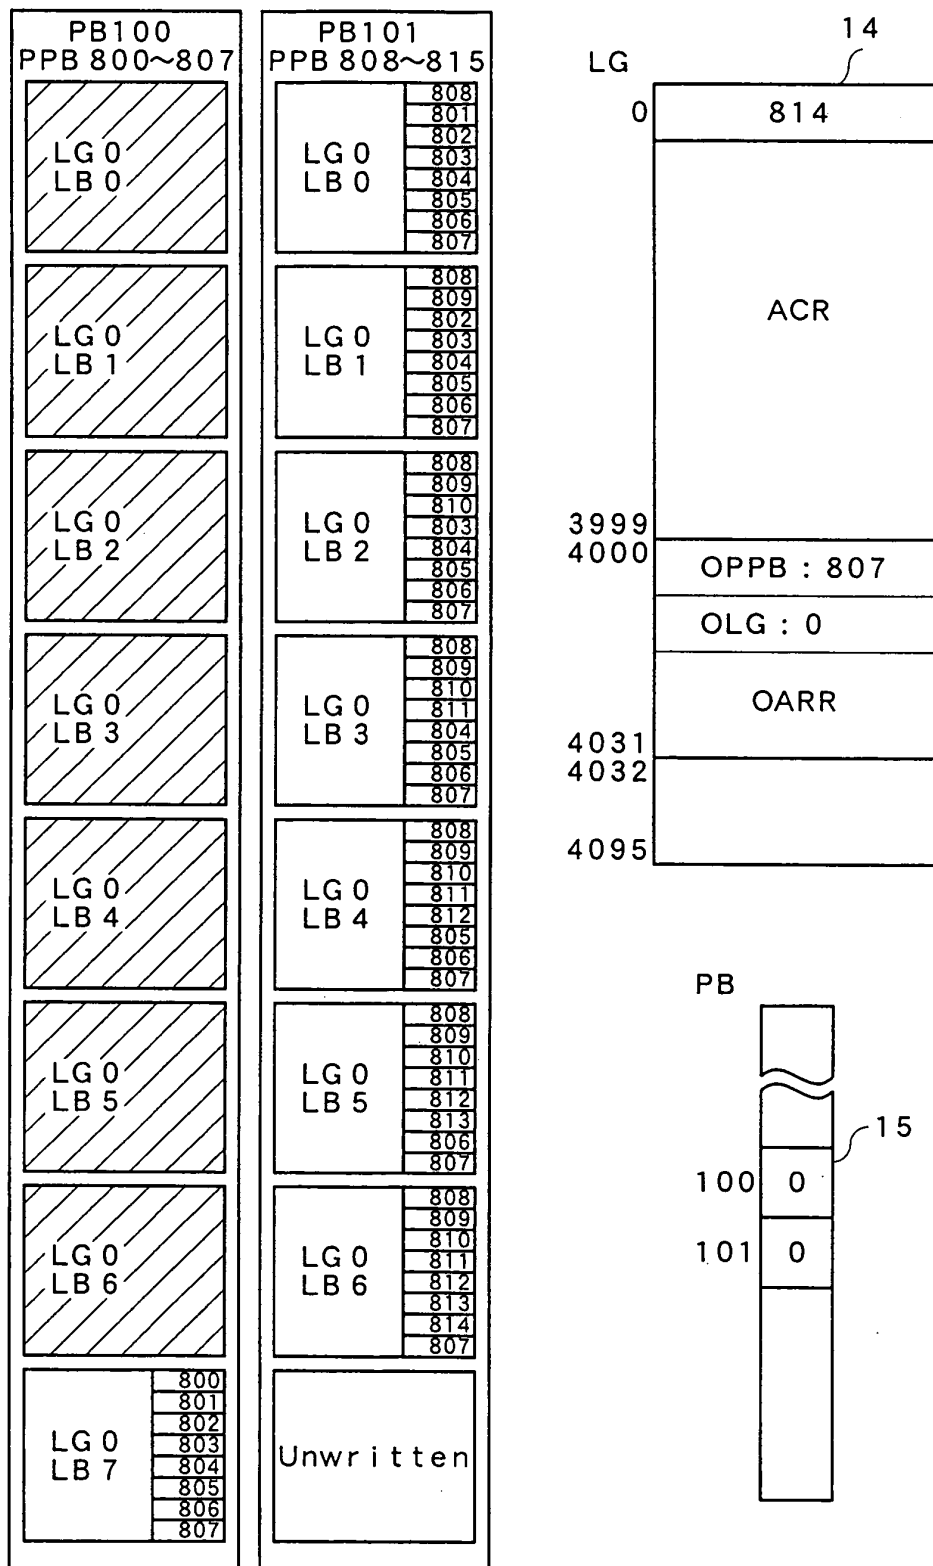 PB100
PPB 800~807
LG 0
LB 0
LG 0
LB 1
LG 0
LB 2
LG 0
LB 3
LG 0
LB 4
LG 0
LB 5
LG 0
LB 6
LG 0
LB 7
800
801
802
803
804
805
806
807
PB101
PPB 808~815
LG 0
LB 0
808
801
802
803
804
805
806
807
LG 0
LB 1
808
809
802
803
804
805
806
807
LG 0
LB 2
808
809
810
803
804
805
806
807
LG 0
LB 3
808
809
810
811
804
805
806
807
LG 0
LB 4
808
809
810
811
812
805
806
807
LG 0
LB 5
808
809
810
811
812
813
806
807
LG 0
LB 6
808
809
810
811
812
813
814
807
Unwritten
14
LG
0 814
ACR
3999
4000 OPPB : 807
OLG : 0
OARR
4031
4032
4095
PB
15
100 0
101 0